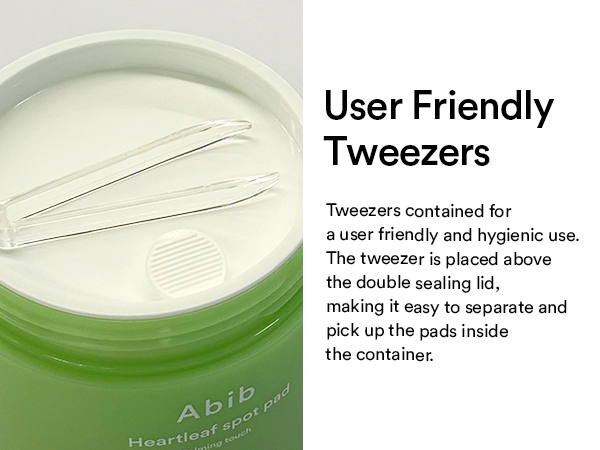 User Friendly
Tweezers
Tweezers contained for
a user friendly and hygienic use.
The tweezer is placed above
the double sealing lid,
making it easy to separate and
pick up the pads inside
the container.
Abib
Heartleaf spot pad
touch